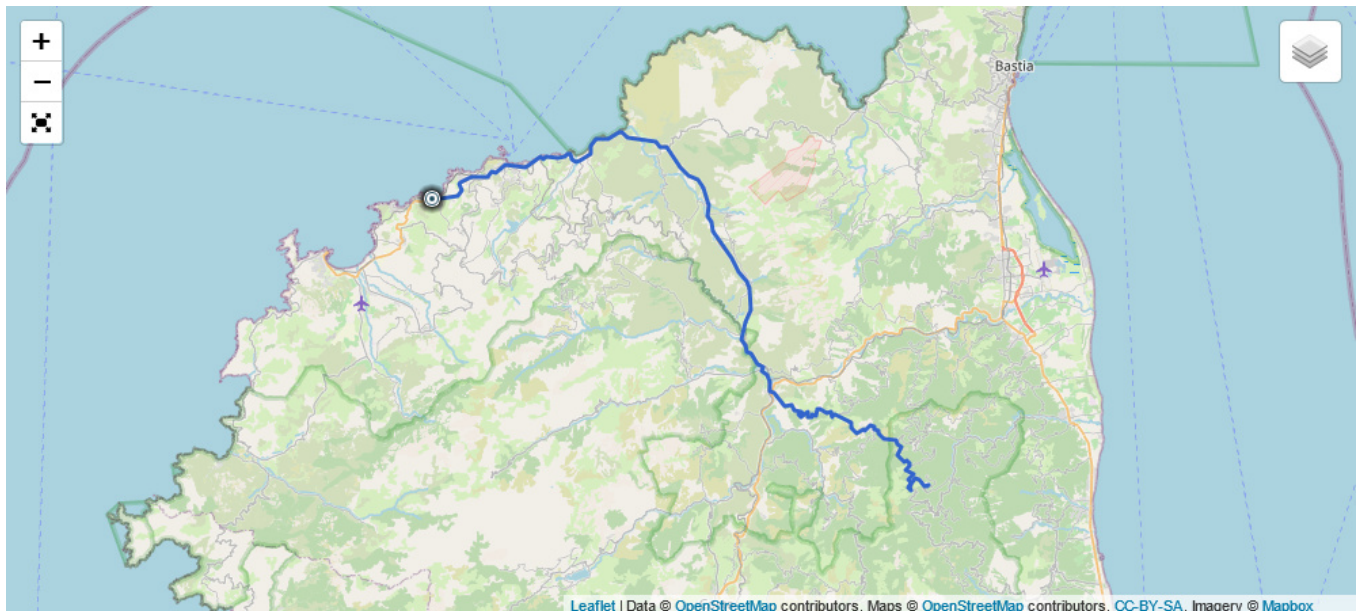 +
−
Bastia
Leaflet | Data © OpenStreetMap contributors, Maps © OpenStreetMap contributors, CC-BY-SA, Imagery © Mapbox